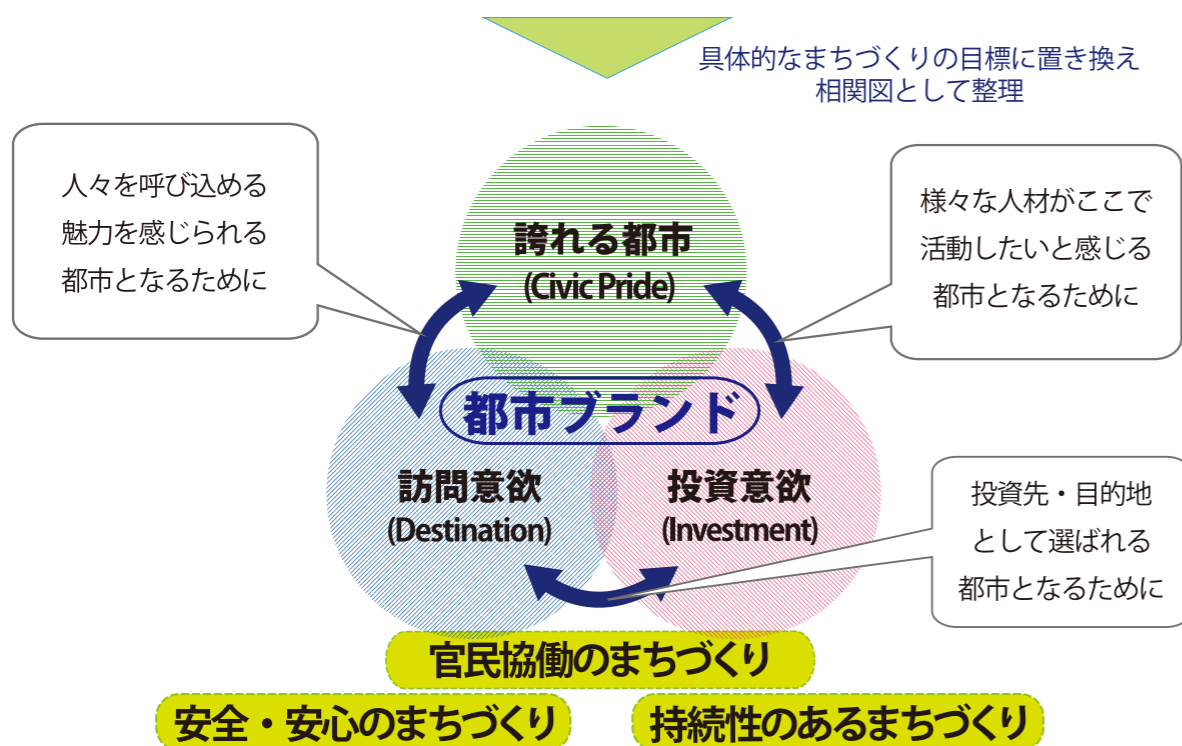 具体的なまちづくりの目標に置き換え
相関図として整理
人々を呼び込める
魅力を感じられる
都市となるために
様々な人材がここで
活動したいと感じる
都市となるために
誇れる都市
(Civic Pride)
都市ブランド
訪問意欲
(Destination)
投資意欲
(Investment)
投資先・目的地
として選ばれる
都市となるために
官民協働のまちづくり
安全・安心のまちづくり
持続性のあるまちづくり